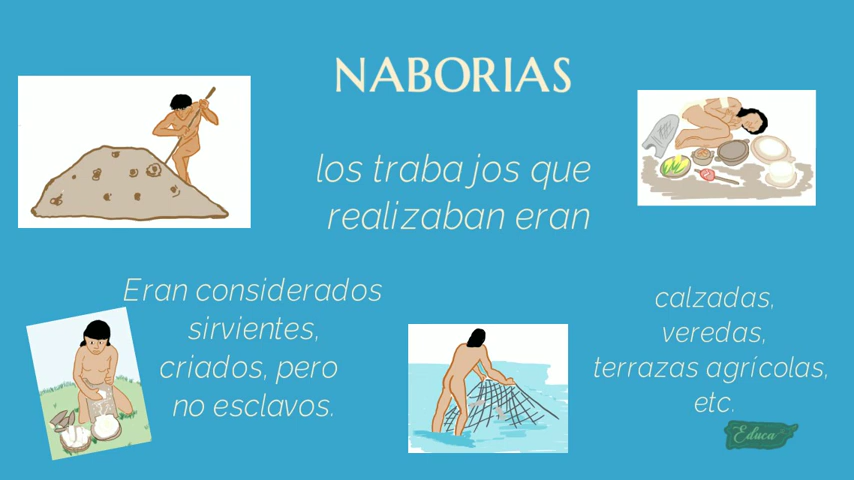 NABORIAS
los trabajos que
realizaban eran
Eran considerados
sirvientes,
criados, pero
no esclavos.
calzadas,
veredas,
terrazas agrícolas,
etc.
Educa